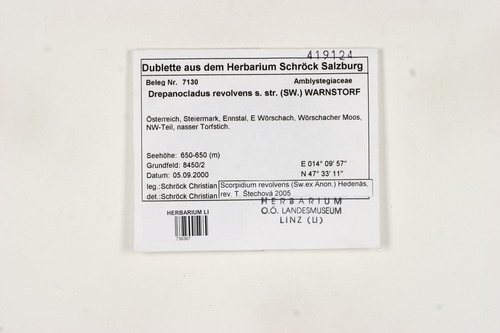 419124
Dublette aus dem Herbarium Schröck Salzburg
Beleg Nr. 7130 Amblystegiaceae
Drepanocladus revolvens s. str. (SW.) WARNSTORF
Österreich, Steiermark, Ennstal, E Wörschach, Wörschacher Moos,
NW-Teil, nasser Torfstich.
Seehöhe: 650-650 (m)
Grundfeld: 8450/2 E 014° 09' 57"
Datum: 05.09.2000 N 47° 33' 11"
leg.:Schröck Christian Scorpidium revolvens (Sw.ex Anon.) Hedenäs,
det.:Schröck Christian rev. T. Štechová 2005
HERBARIUM
O.Ö. LANDESMUSEUM
LINZ (LI)
HERBARIUM LI